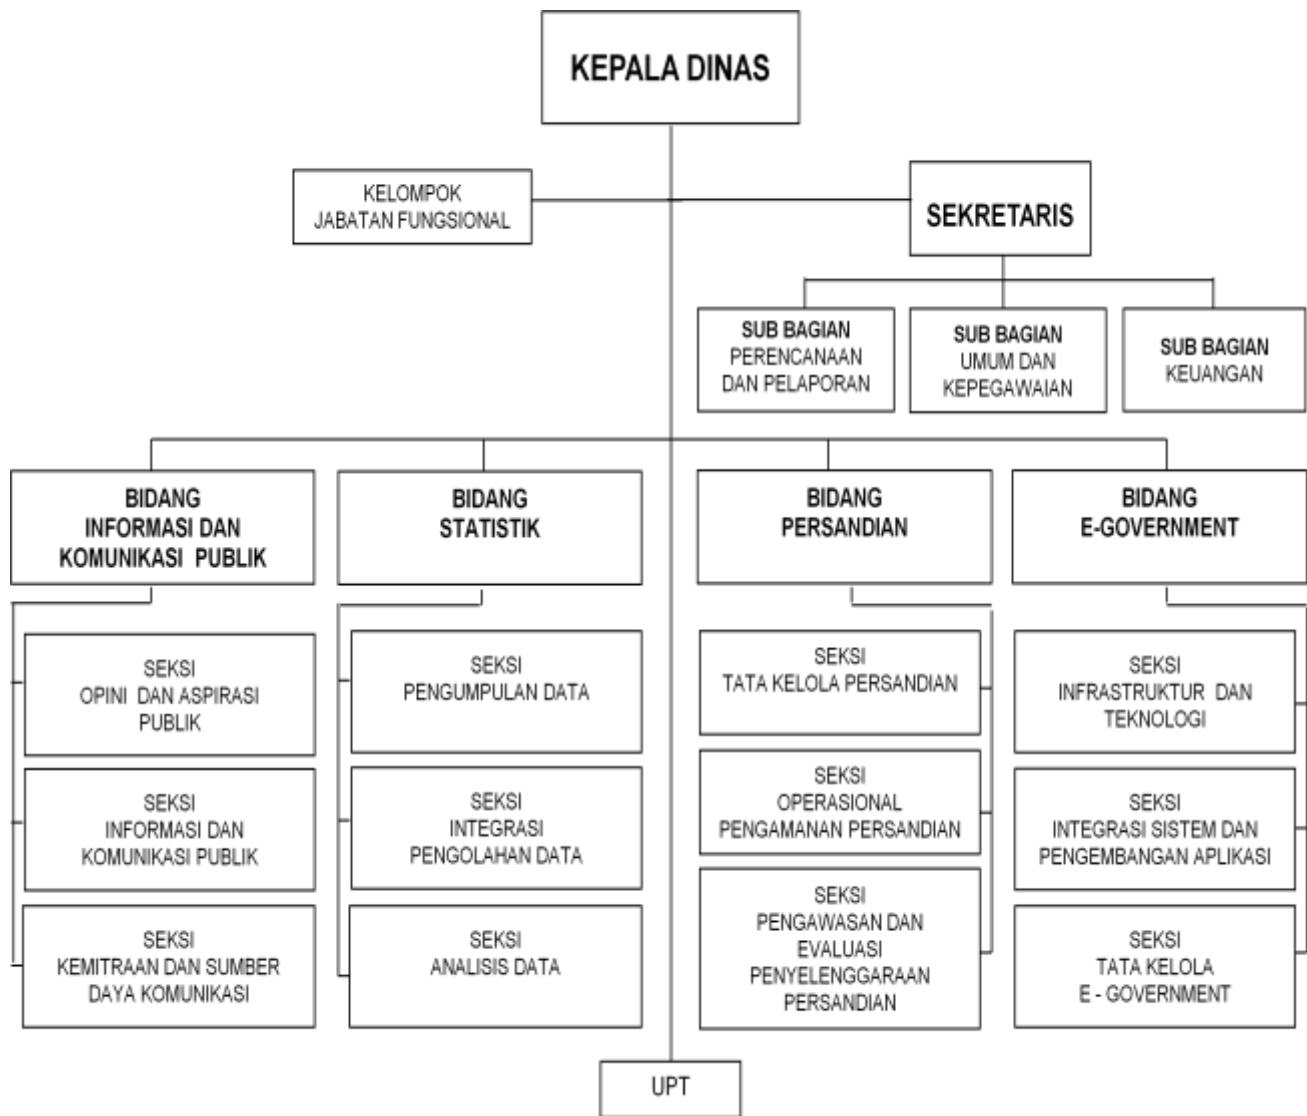 KEPALA DINAS
KELOMPOK
JABATAN FUNGSIONAL
SEKRETARIS
SUB BAGIAN
PERENCANAAN
DAN PELAPORAN
SUB BAGIAN
UMUM DAN
KEPEGAWAIAN
SUB BAGIAN
KEUANGAN
BIDANG
INFORMASI DAN
KOMUNIKASI PUBLIK
BIDANG
STATISTIK
BIDANG
PERSANDIAN
BIDANG
E-GOVERNMENT
SEKSI
OPINI DAN ASPIRASI
PUBLIK
SEKSI
INFORMASI DAN
KOMUNIKASI PUBLIK
SEKSI
KEMITRAAN DAN SUMBER
DAYA KOMUNIKASI
SEKSI
PENGUMPULAN DATA
SEKSI
INTEGRASI
PENGOLAHAN DATA
SEKSI
ANALISIS DATA
SEKSI
TATA KELOLA PERSANDIAN
SEKSI
OPERASIONAL
PENGAMANAN PERSANDIAN
SEKSI
PENGAWASAN DAN
EVALUASI
PENYELENGGARAAN
PERSANDIAN
SEKSI
INFRASTRUKTUR DAN
TEKNOLOGI
SEKSI
INTEGRASI SISTEM DAN
PENGEMBANGAN APLIKASI
SEKSI
TATA KELOLA
E - GOVERNMENT
UPT